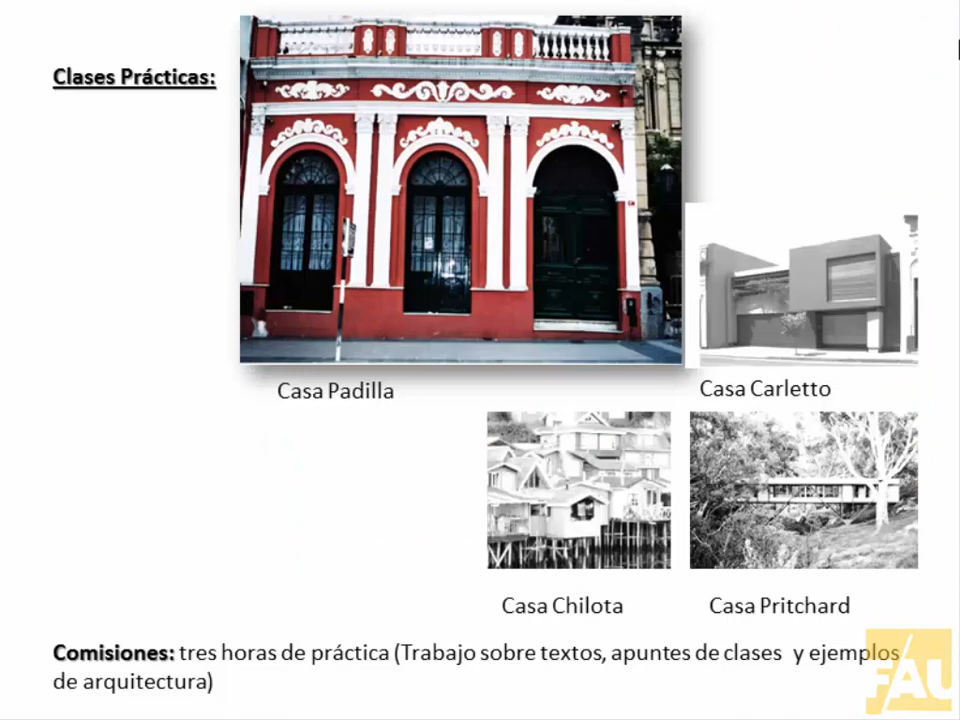 Clases Prácticas:
Casa Padilla
Casa Carletto
Casa Chilota
Casa Pritchard
Comisiones: tres horas de práctica (Trabajo sobre textos, apuntes de clases y ejemplos
de arquitectura)
FAU